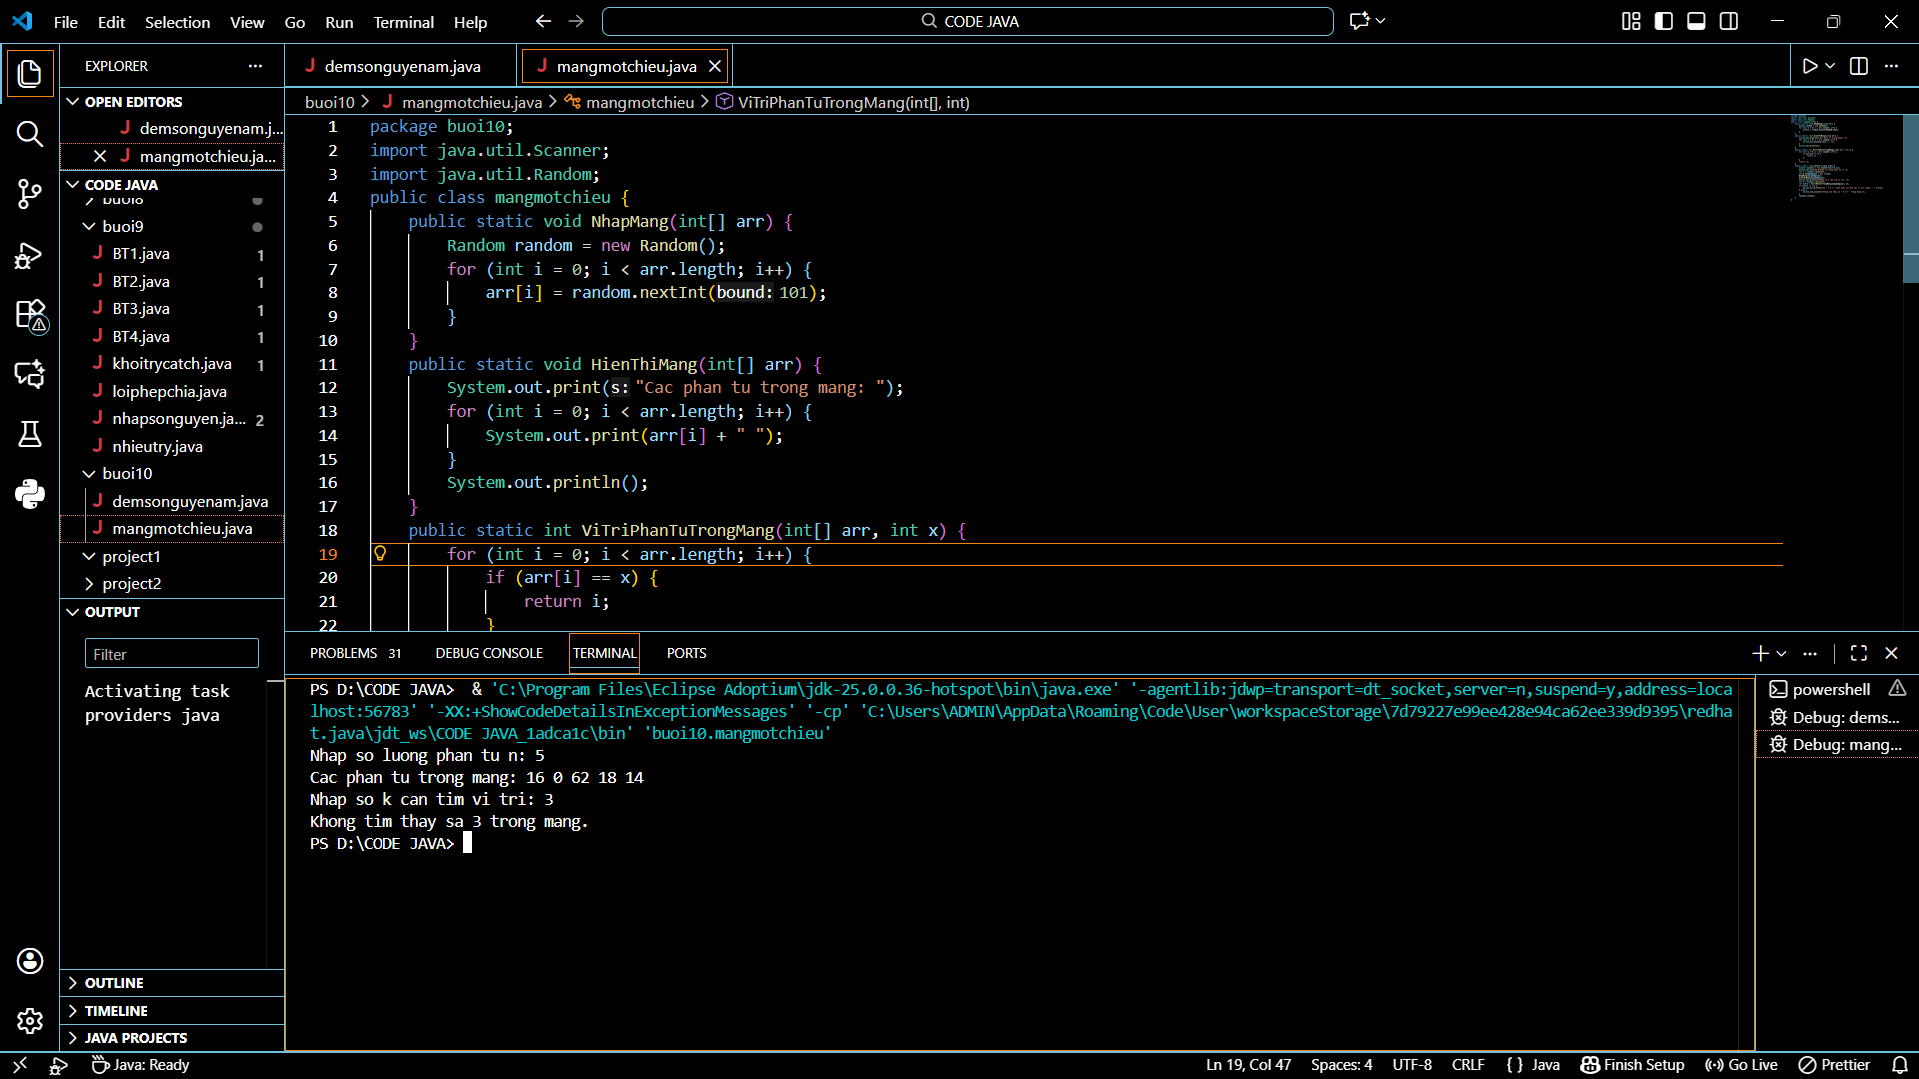 File Edit Selection View Go Run Terminal Help
CODE JAVA
EXPLORER
OPEN EDITORS
demsonguyenam.j...
mangmotchieu.ja...
CODE JAVA
buoi8
buoi9
BT1.java 1
BT2.java 1
BT3.java 1
BT4.java 1
khoitrycatch.java 1
loiphepchia.java
nhapsonguyen.ja... 2
nhieutry.java
buoi10
demsonguyenam.java
mangmotchieu.java
project1
project2
OUTPUT
Filter
Activating task
providers java
OUTLINE
TIMELINE
JAVA PROJECTS
demsonguyenam.java
mangmotchieu.java
buoi10 > mangmotchieu.java > mangmotchieu > ViTriPhanTuTrongMang(int[], int)
1 package buoi10;
2 import java.util.Scanner;
3 import java.util.Random;
4 public class mangmotchieu {
5 public static void NhapMang(int[] arr) {
6 Random random = new Random();
7 for (int i = 0; i < arr.length; i++) {
8 arr[i] = random.nextInt(bound: 101);
9 }
10 }
11 public static void HienThiMang(int[] arr) {
12 System.out.print(s: "Cac phan tu trong mang: ");
13 for (int i = 0; i < arr.length; i++) {
14 System.out.print(arr[i] + " ");
15 }
16 System.out.println();
17 }
18 public static int ViTriPhanTuTrongMang(int[] arr, int x) {
19 for (int i = 0; i < arr.length; i++) {
20 if (arr[i] == x) {
21 return i;
22 }
PROBLEMS 31 DEBUG CONSOLE TERMINAL PORTS
PS D:\CODE JAVA> & 'C:\Program Files\Eclipse Adoptium\jdk-25.0.0.36-hotspot\bin\java.exe' '-agentlib:jdwp=transport=dt_socket,server=n,suspend=y,address=loca
lhost:56783' '-XX:+ShowCodeDetailsInExceptionMessages' '-cp' 'C:\Users\ADMIN\AppData\Roaming\Code\User\workspaceStorage\7d79227e99ee428e94ca62ee339d9395\redha
t.java\jdt_ws\CODE JAVA_1adca1c\bin' 'buoi10.mangmotchieu'
Nhap so luong phan tu n: 5
Cac phan tu trong mang: 16 0 62 18 14
Nhap so k can tim vi tri: 3
Khong tim thay sa 3 trong mang.
PS D:\CODE JAVA>
powershell
Debug: dems...
Debug: mang...
Java: Ready
Ln 19, Col 47 Spaces: 4 UTF-8 CRLF { } Java Finish Setup Go Live Prettier